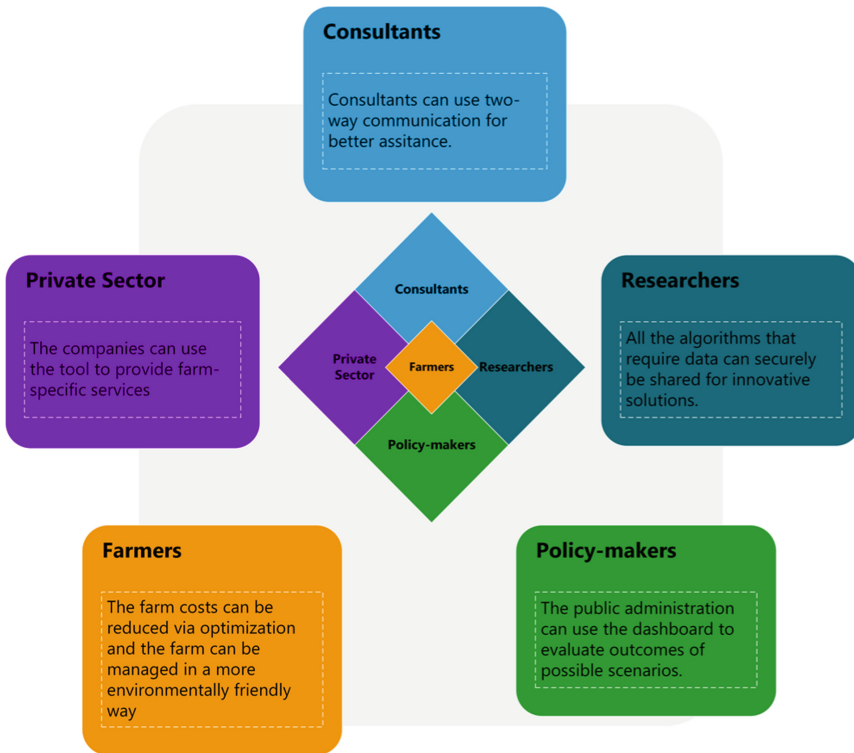 Consultants
Consultants can use two-
way communication for
better assitance.
Private Sector
The companies can use
the tool to provide farm-
specific services
Researchers
All the algorithms that
require data can securely
be shared for innovative
solutions.
Consultants
Private
Sector
Farmers
Researchers
Policy-makers
Farmers
The farm costs can be
reduced via optimization
and the farm can be
managed in a more
environmentally friendly
way
Policy-makers
The public administration
can use the dashboard to
evaluate outcomes of
possible scenarios.